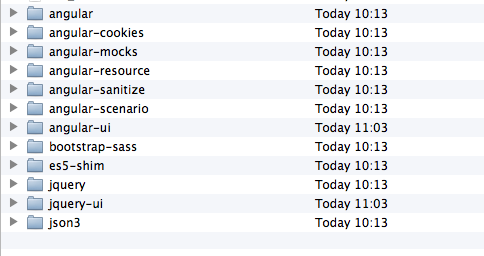 angular Today 10:13
angular-cookies Today 10:13
angular-mocks Today 10:13
angular-resource Today 10:13
angular-sanitize Today 10:13
angular-scenario Today 10:13
angular-ui Today 11:03
bootstrap-sass Today 10:13
es5-shim Today 10:13
jquery Today 10:13
jquery-ui Today 11:03
json3 Today 10:13